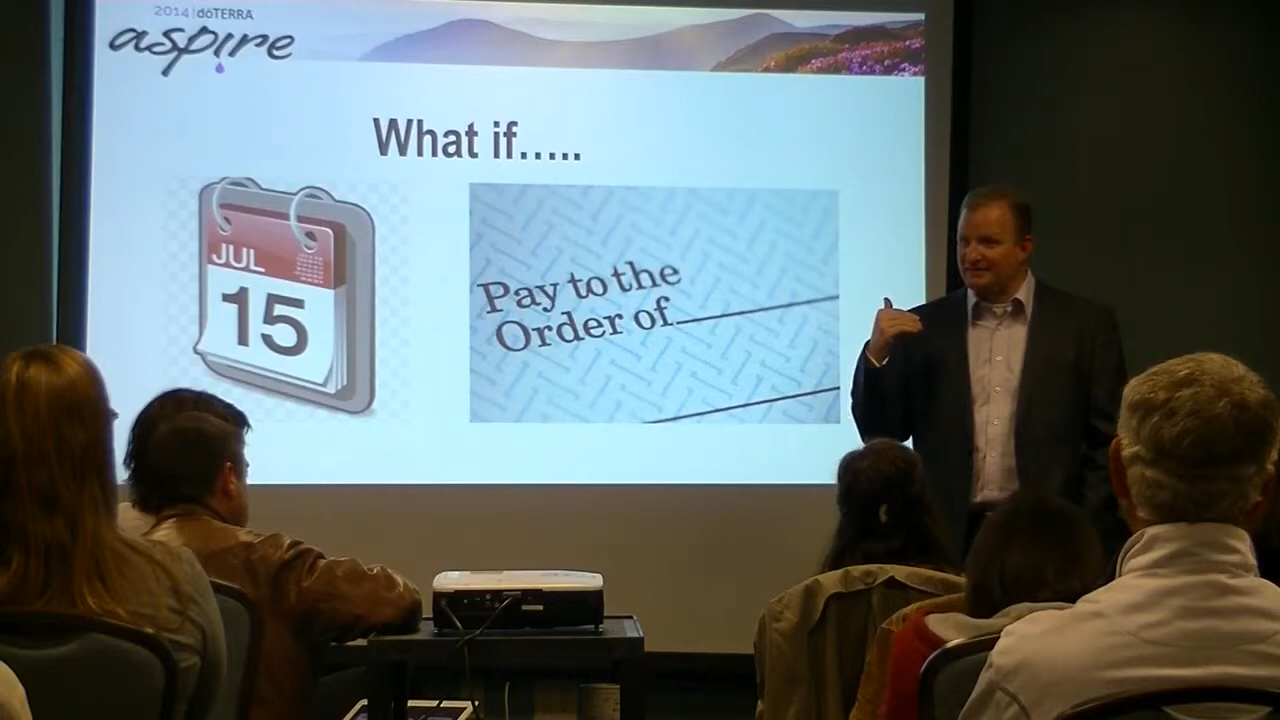 2014 | dōTERRA
aspire
What if.....
JUL
15
Pay to the
Order of